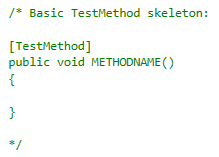 /* Basic TestMethod skeleton:
[TestMethod]
public void METHODNAME()
{
}
*/